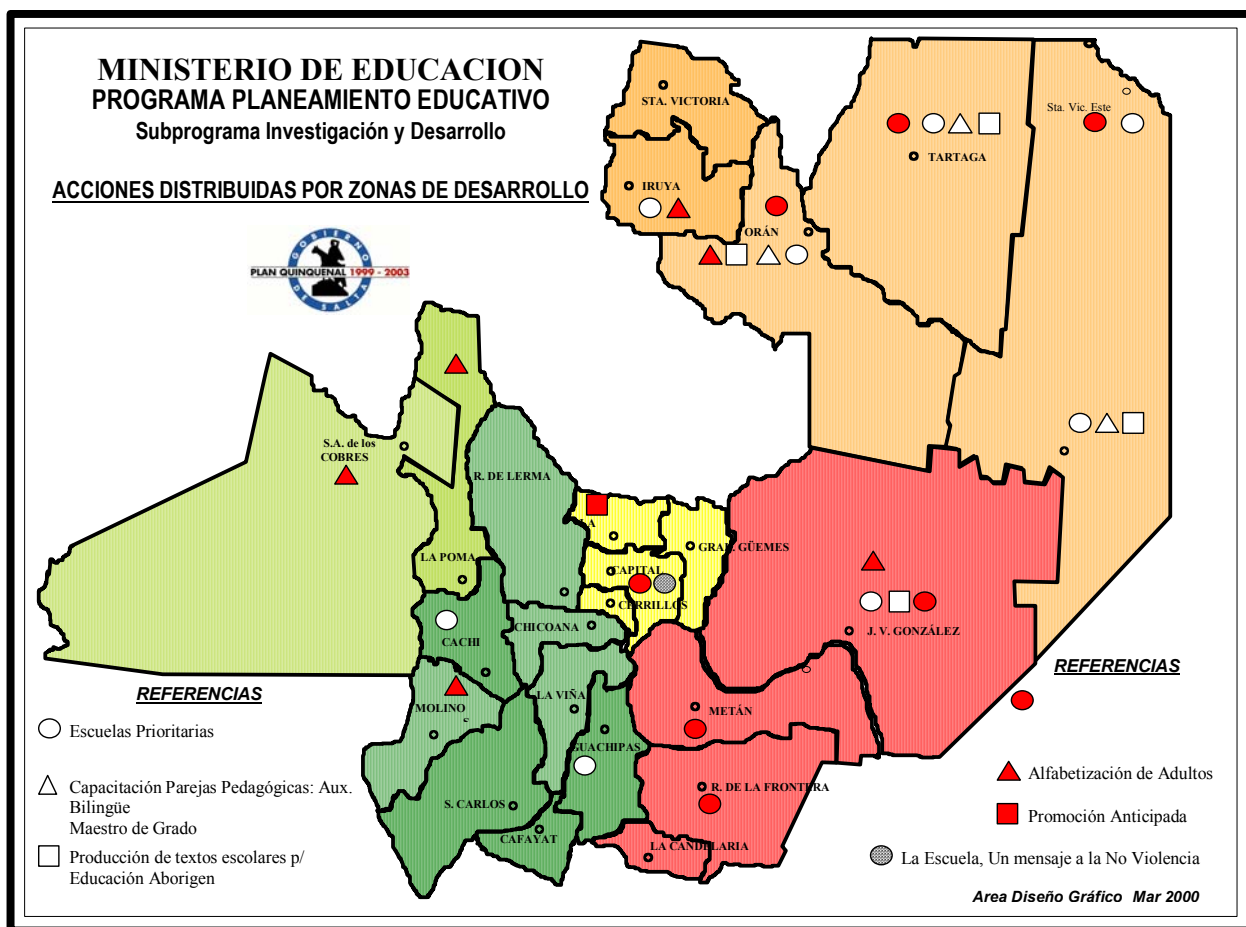 MINISTERIO DE EDUCACION
PROGRAMA PLANEAMIENTO EDUCATIVO
Subprograma Investigación y Desarrollo
ACCIONES DISTRIBUIDAS POR ZONAS DE DESARROLLO
GOBIERNO
PLAN QUINQUENAL 1999 - 2003
DE SALTA
STA. VICTORIA
Sta. Vic. Este
TARTAGA
IRUYA
ORÁN
S.A. de los
COBRES
R. DE LERMA
LA
GRAL. GÜEMES
LA POMA
CAPITAL
CERRILLOS
CHICOANA
CACHI
J. V. GONZÁLEZ
LA VIÑA
MOLINO
S
METÁN
GUACHIPAS
S. CARLOS
R. DE LA FRONTERA
CAFAYAT
LA CANDELARIA
REFERENCIAS
Escuelas Prioritarias
Capacitación Parejas Pedagógicas: Aux.
Bilingüe
Maestro de Grado
Producción de textos escolares p/
Educación Aborigen
REFERENCIAS
Alfabetización de Adultos
Promoción Anticipada
La Escuela, Un mensaje a la No Violencia
Area Diseño Gráfico Mar 2000